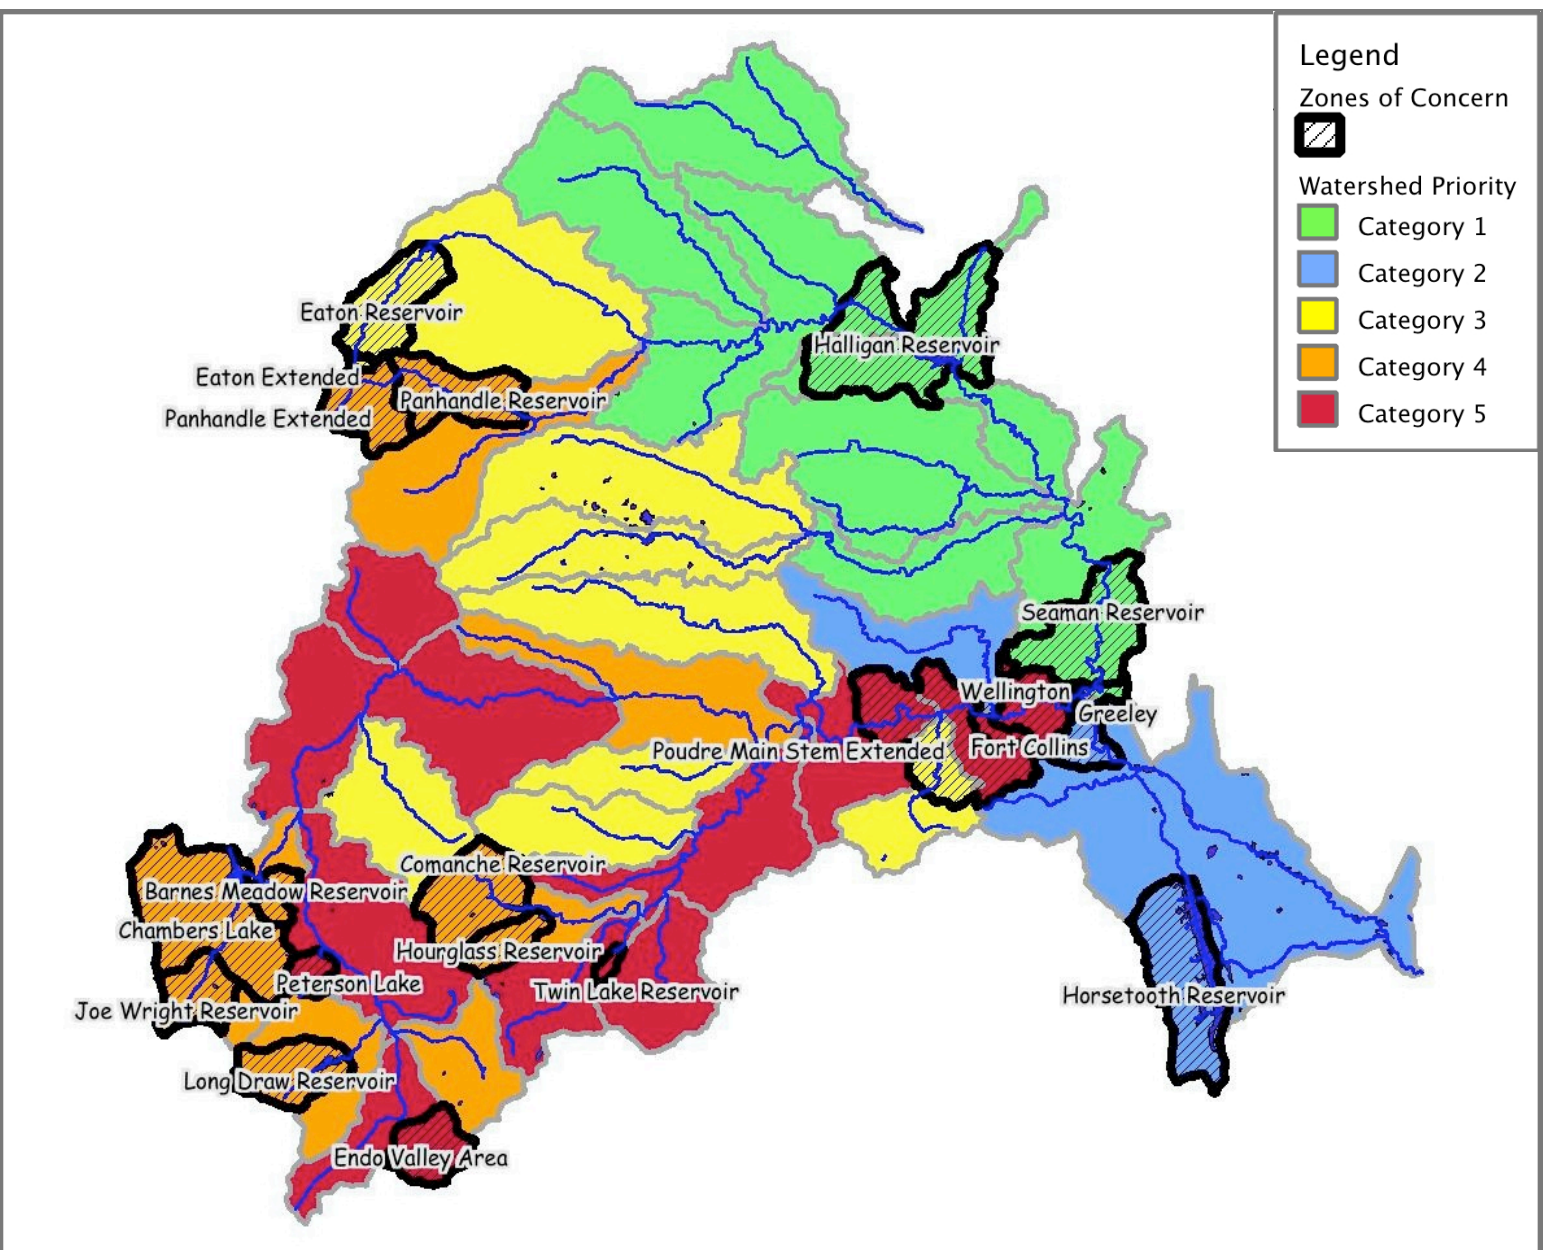 Legend
Zones of Concern
Watershed Priority
Category 1
Category 2
Category 3
Category 4
Category 5
Eaton Reservoir
Halligan Reservoir
Eaton Extended
Panhandle Reservoir
Panhandle Extended
Seaman Reservoir
Wellington
Greeley
Poudre Main Stem Extended
Fort Collins
Comanche Reservoir
Barnes Meadow Reservoir
Chambers Lake
Hourglass Reservoir
Peterson Lake
Twin Lake Reservoir
Horsetooth Reservoir
Joe Wright Reservoir
Long Draw Reservoir
Endo Valley Area